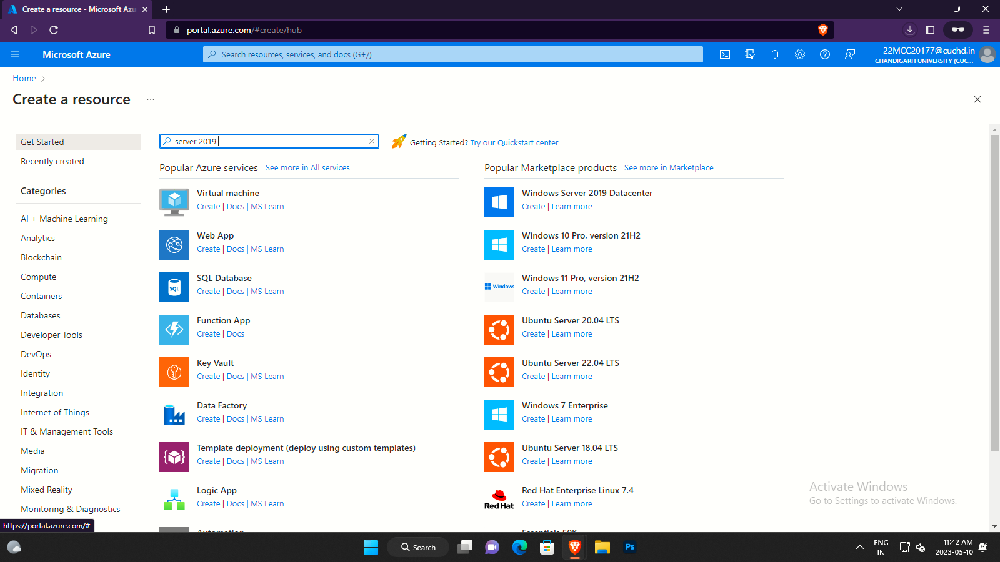 Create a resource - Microsoft Azu
portal.azure.com/#create/hub
Microsoft Azure
Search resources, services, and docs (G+/)
22MCC20177@cuchd.in
CHANDIGARH UNIVERSITY (CUC...
Home
Create a resource
...
Get Started
Recently created
Categories
AI + Machine Learning
Analytics
Blockchain
Compute
Containers
Databases
Developer Tools
DevOps
Identity
Integration
Internet of Things
IT & Management Tools
Media
Migration
Mixed Reality
Monitoring & Diagnostics
server 2019
Getting Started? Try our Quickstart center
Popular Azure services See more in All services
Virtual machine
Create | Docs | MS Learn
Web App
Create | Docs | MS Learn
SQL
SQL Database
Create | Docs | MS Learn
Function App
Create | Docs
Key Vault
Create | Docs | MS Learn
Data Factory
Create | Docs | MS Learn
Template deployment (deploy using custom templates)
Create | Docs | MS Learn
Logic App
Create | Docs | MS Learn
Automation
Popular Marketplace products See more in Marketplace
Windows Server 2019 Datacenter
Create | Learn more
Windows 10 Pro, version 21H2
Create | Learn more
Windows
Windows 11 Pro, version 21H2
Create | Learn more
Ubuntu Server 20.04 LTS
Create | Learn more
Ubuntu Server 22.04 LTS
Create | Learn more
Windows 7 Enterprise
Create | Learn more
Ubuntu Server 18.04 LTS
Create | Learn more
Red Hat
Red Hat Enterprise Linux 7.4
Create | Learn more
Essentials 50K
Activate Windows
Go to Settings to activate Windows.
https://portal.azure.com/#
Search
Ps
ENG
IN
11:42 AM
2023-05-10